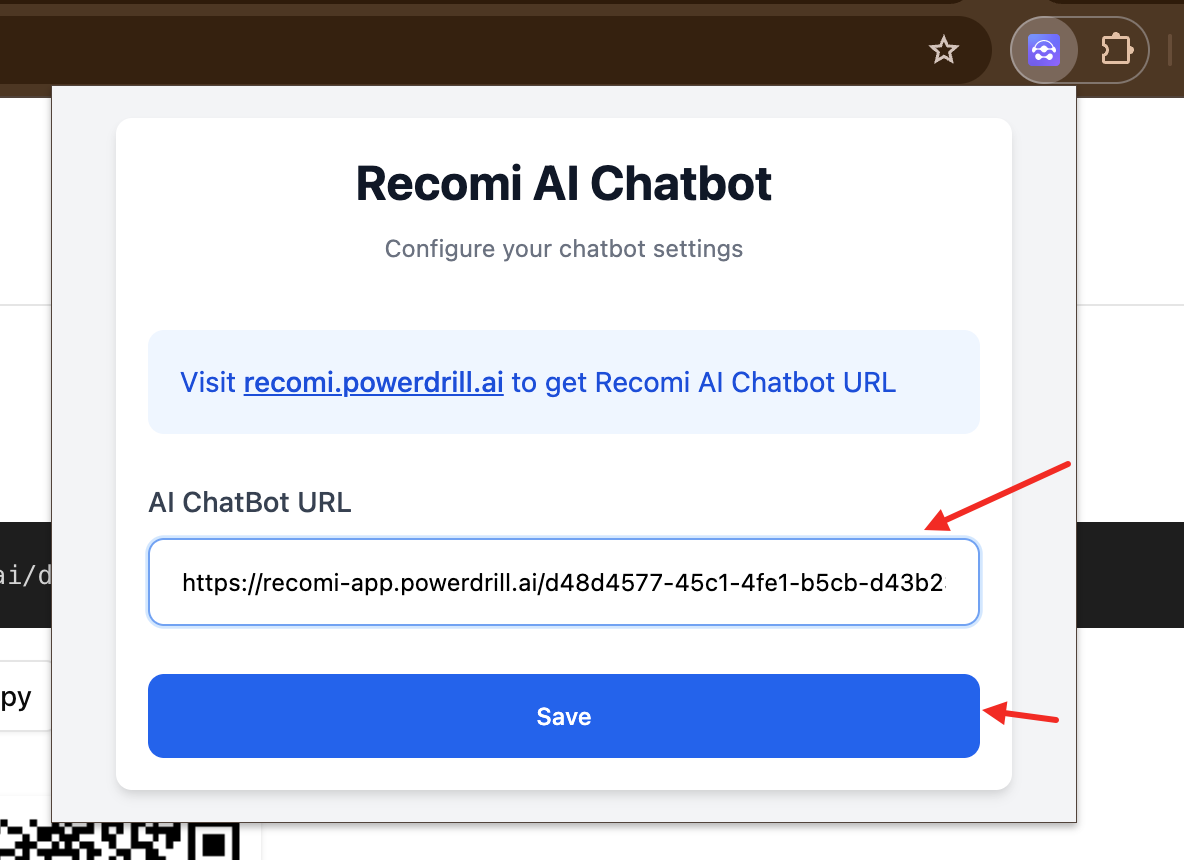 Recomi AI Chatbot
Configure your chatbot settings
Visit recomi.powerdrill.ai to get Recomi AI Chatbot URL
AI ChatBot URL
ai/d
https://recomi-app.powerdrill.ai/d48d4577-45c1-4fe1-b5cb-d43b2
py
Save